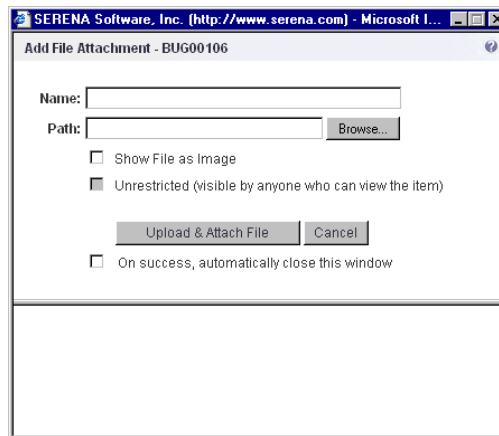 SERENA Software, Inc. (http://www.serena.com) - Microsoft I...
Add File Attachment - BUG00106
?
Name:
Path:
Browse...
Show File as Image
Unrestricted (visible by anyone who can view the item)
Upload & Attach File
Cancel
On success, automatically close this window